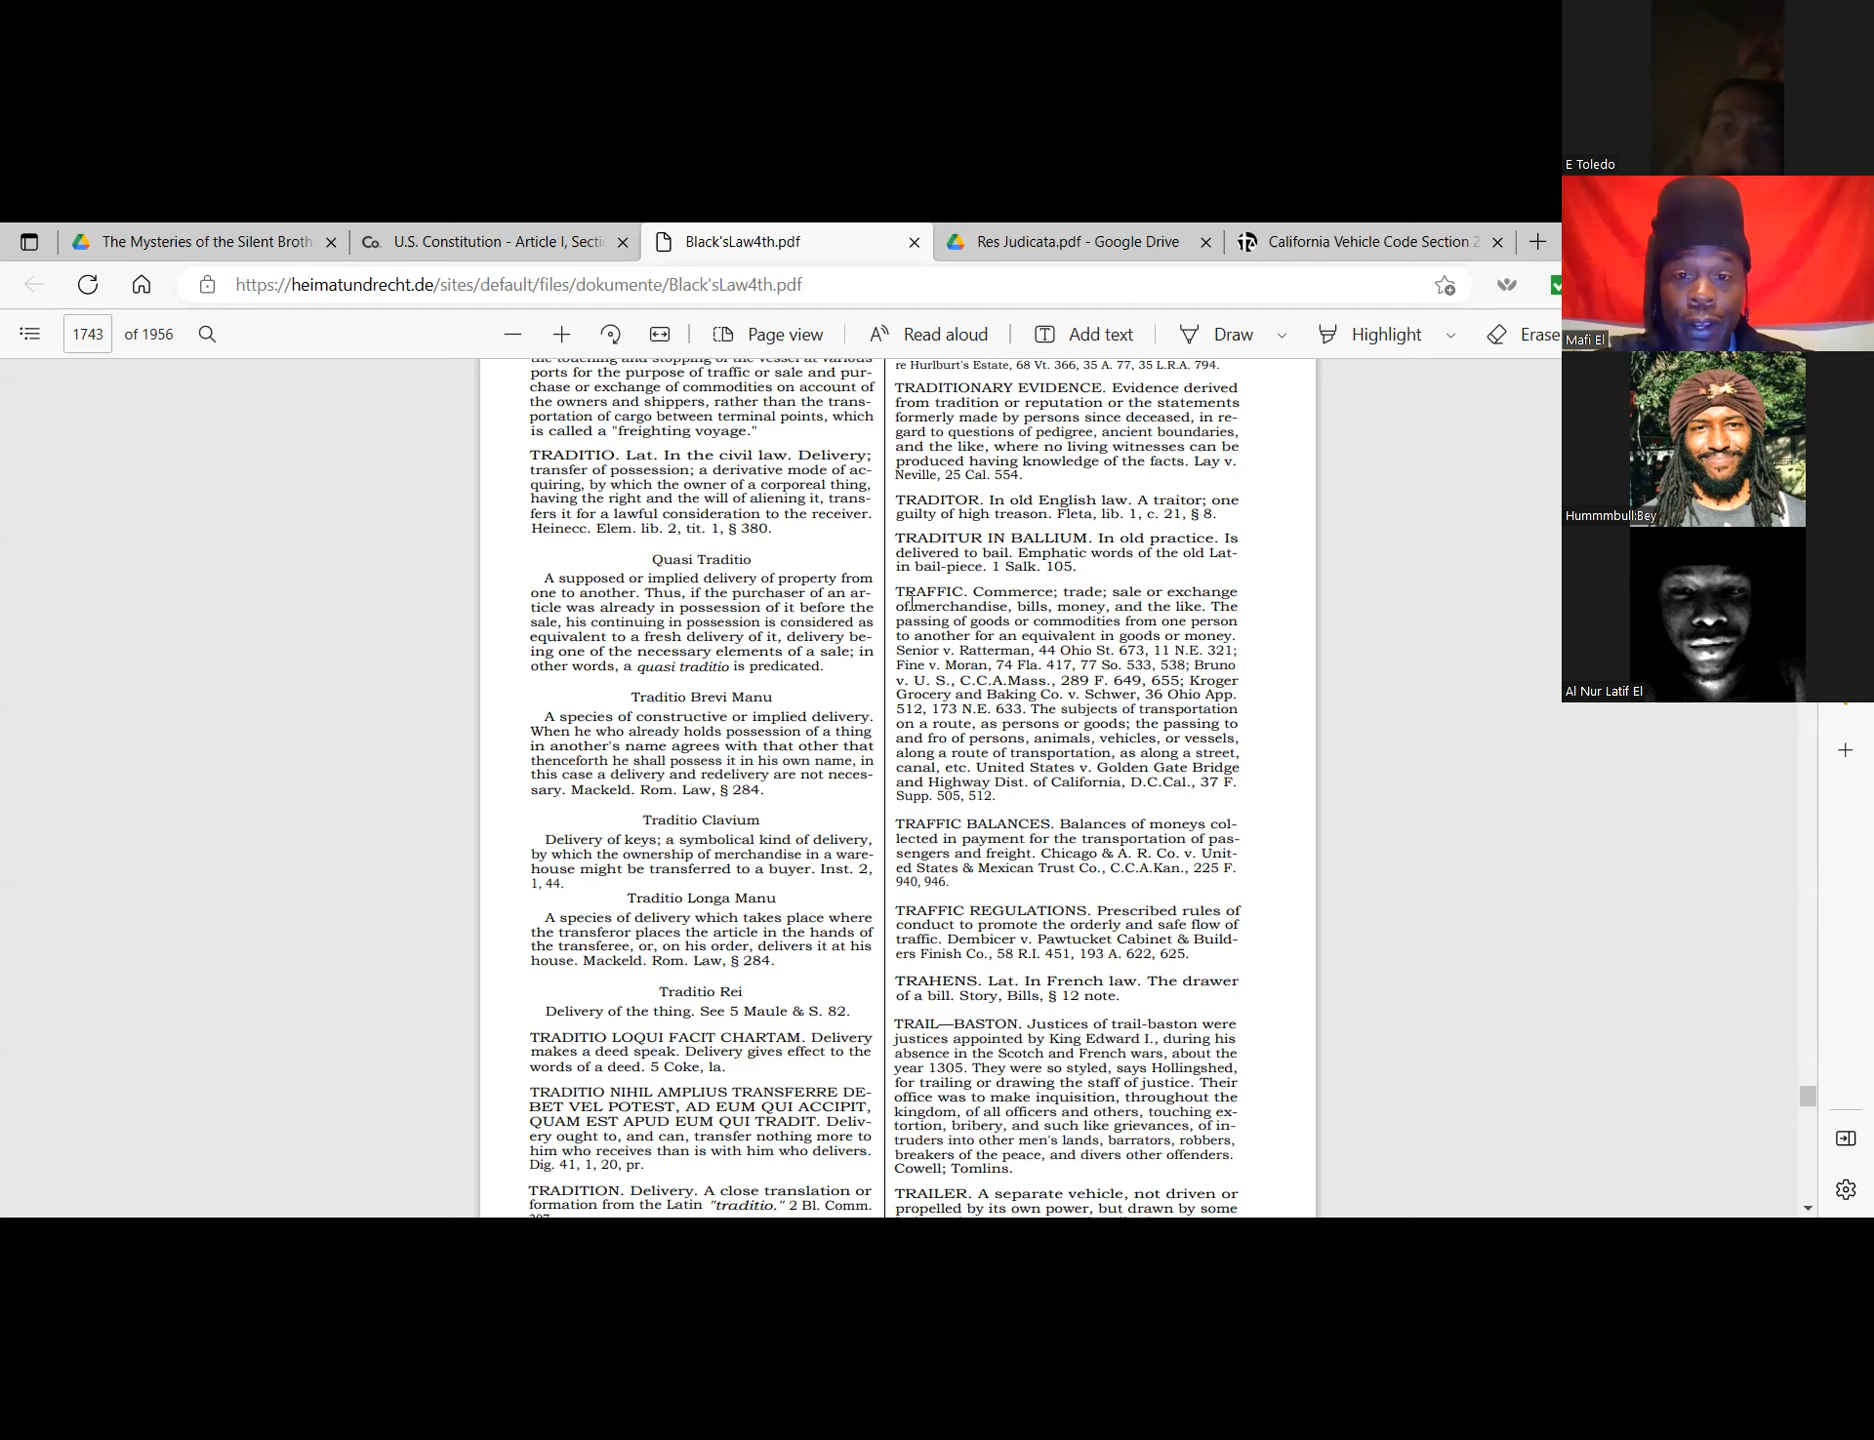 The Mysteries of the Silent Broth
U.S. Constitution - Article I, Secti
Black'sLaw4th.pdf
Res Judicata.pdf - Google Drive
California Vehicle Code Section 2
https://heimatundrecht.de/sites/default/files/dokumente/Black'sLaw4th.pdf
1743 of 1956
Page view
Read aloud
Add text
Draw
Highlight
Erase
the touching and stopping of the vessel at various
ports for the purpose of traffic or sale and pur-
chase or exchange of commodities on account of
the owners and shippers, rather than the trans-
portation of cargo between terminal points, which
is called a "freighting voyage."
TRADITIO. Lat. In the civil law. Delivery;
transfer of possession; a derivative mode of ac-
quiring, by which the owner of a corporeal thing,
having the right and the will of aliening it, trans-
fers it for a lawful consideration to the receiver.
Heinecc. Elem. lib. 2, tit. 1, § 380.
Quasi Traditio
A supposed or implied delivery of property from
one to another. Thus, if the purchaser of an ar-
ticle was already in possession of it before the
sale, his continuing in possession is considered as
equivalent to a fresh delivery of it, delivery be-
ing one of the necessary elements of a sale; in
other words, a quasi traditio is predicated.
Traditio Brevi Manu
A species of constructive or implied delivery.
When he who already holds possession of a thing
in another's name agrees with that other that
thenceforth he shall possess it in his own name, in
this case a delivery and redelivery are not neces-
sary. Mackeld. Rom. Law, § 284.
Traditio Clavium
Delivery of keys; a symbolical kind of delivery,
by which the ownership of merchandise in a ware-
house might be transferred to a buyer. Inst. 2,
1, 44.
Traditio Longa Manu
A species of delivery which takes place where
the transferor places the article in the hands of
the transferee, or, on his order, delivers it at his
house. Mackeld. Rom. Law, § 284.
Traditio Rei
Delivery of the thing. See 5 Maule & S. 82.
TRADITIO LOQUI FACIT CHARTAM. Delivery
makes a deed speak. Delivery gives effect to the
words of a deed. 5 Coke, la.
TRADITIO NIHIL AMPLIUS TRANSFERRE DE-
BET VEL POTEST, AD EUM QUI ACCIPIT,
QUAM EST APUD EUM QUI TRADIT. Deliv-
ery ought to, and can, transfer nothing more to
him who receives than is with him who delivers.
Dig. 41, 1, 20, pr.
TRADITION. Delivery. A close translation or
formation from the Latin "traditio." 2 Bl. Comm.
re Hurlburt's Estate, 68 Vt. 366, 35 A. 77, 35 L.R.A. 794.
TRADITIONARY EVIDENCE. Evidence derived
from tradition or reputation or the statements
formerly made by persons since deceased, in re-
gard to questions of pedigree, ancient boundaries,
and the like, where no living witnesses can be
produced having knowledge of the facts. Lay v.
Neville, 25 Cal. 554.
TRADITOR. In old English law. A traitor; one
guilty of high treason. Fleta, lib. 1, c. 21, § 8.
TRADITUR IN BALLIUM. In old practice. Is
delivered to bail. Emphatic words of the old Lat-
in bail-piece. 1 Salk. 105.
TRAFFIC. Commerce; trade; sale or exchange
of merchandise, bills, money, and the like. The
passing of goods or commodities from one person
to another for an equivalent in goods or money.
Senior v. Ratterman, 44 Ohio St. 673, 11 N.E. 321;
Fine v. Moran, 74 Fla. 417, 77 So. 533, 538; Bruno
v. U. S., C.C.A.Mass., 289 F. 649, 655; Kroger
Grocery and Baking Co. v. Schwer, 36 Ohio App.
512, 173 N.E. 633. The subjects of transportation
on a route, as persons or goods; the passing to
and fro of persons, animals, vehicles, or vessels,
along a route of transportation, as along a street,
canal, etc. United States v. Golden Gate Bridge
and Highway Dist. of California, D.C.Cal., 37 F.
Supp. 505, 512.
TRAFFIC BALANCES. Balances of moneys col-
lected in payment for the transportation of pas-
sengers and freight. Chicago & A. R. Co. v. Unit-
ed States & Mexican Trust Co., C.C.A.Kan., 225 F.
940, 946.
TRAFFIC REGULATIONS. Prescribed rules of
conduct to promote the orderly and safe flow of
traffic. Dembicer v. Pawtucket Cabinet & Build-
ers Finish Co., 58 R.I. 451, 193 A. 622, 625.
TRAHENS. Lat. In French law. The drawer
of a bill. Story, Bills, § 12 note.
TRAIL—BASTON. Justices of trail-baston were
justices appointed by King Edward I., during his
absence in the Scotch and French wars, about the
year 1305. They were so styled, says Hollingshed,
for trailing or drawing the staff of justice. Their
office was to make inquisition, throughout the
kingdom, of all officers and others, touching ex-
tortion, bribery, and such like grievances, of in-
truders into other men's lands, barrators, robbers,
breakers of the peace, and divers other offenders.
Cowell; Tomlins.
TRAILER. A separate vehicle, not driven or
propelled by its own power, but drawn by some
E Toledo
Mafi El
Hummmbull:Bey
Al Nur Latif El